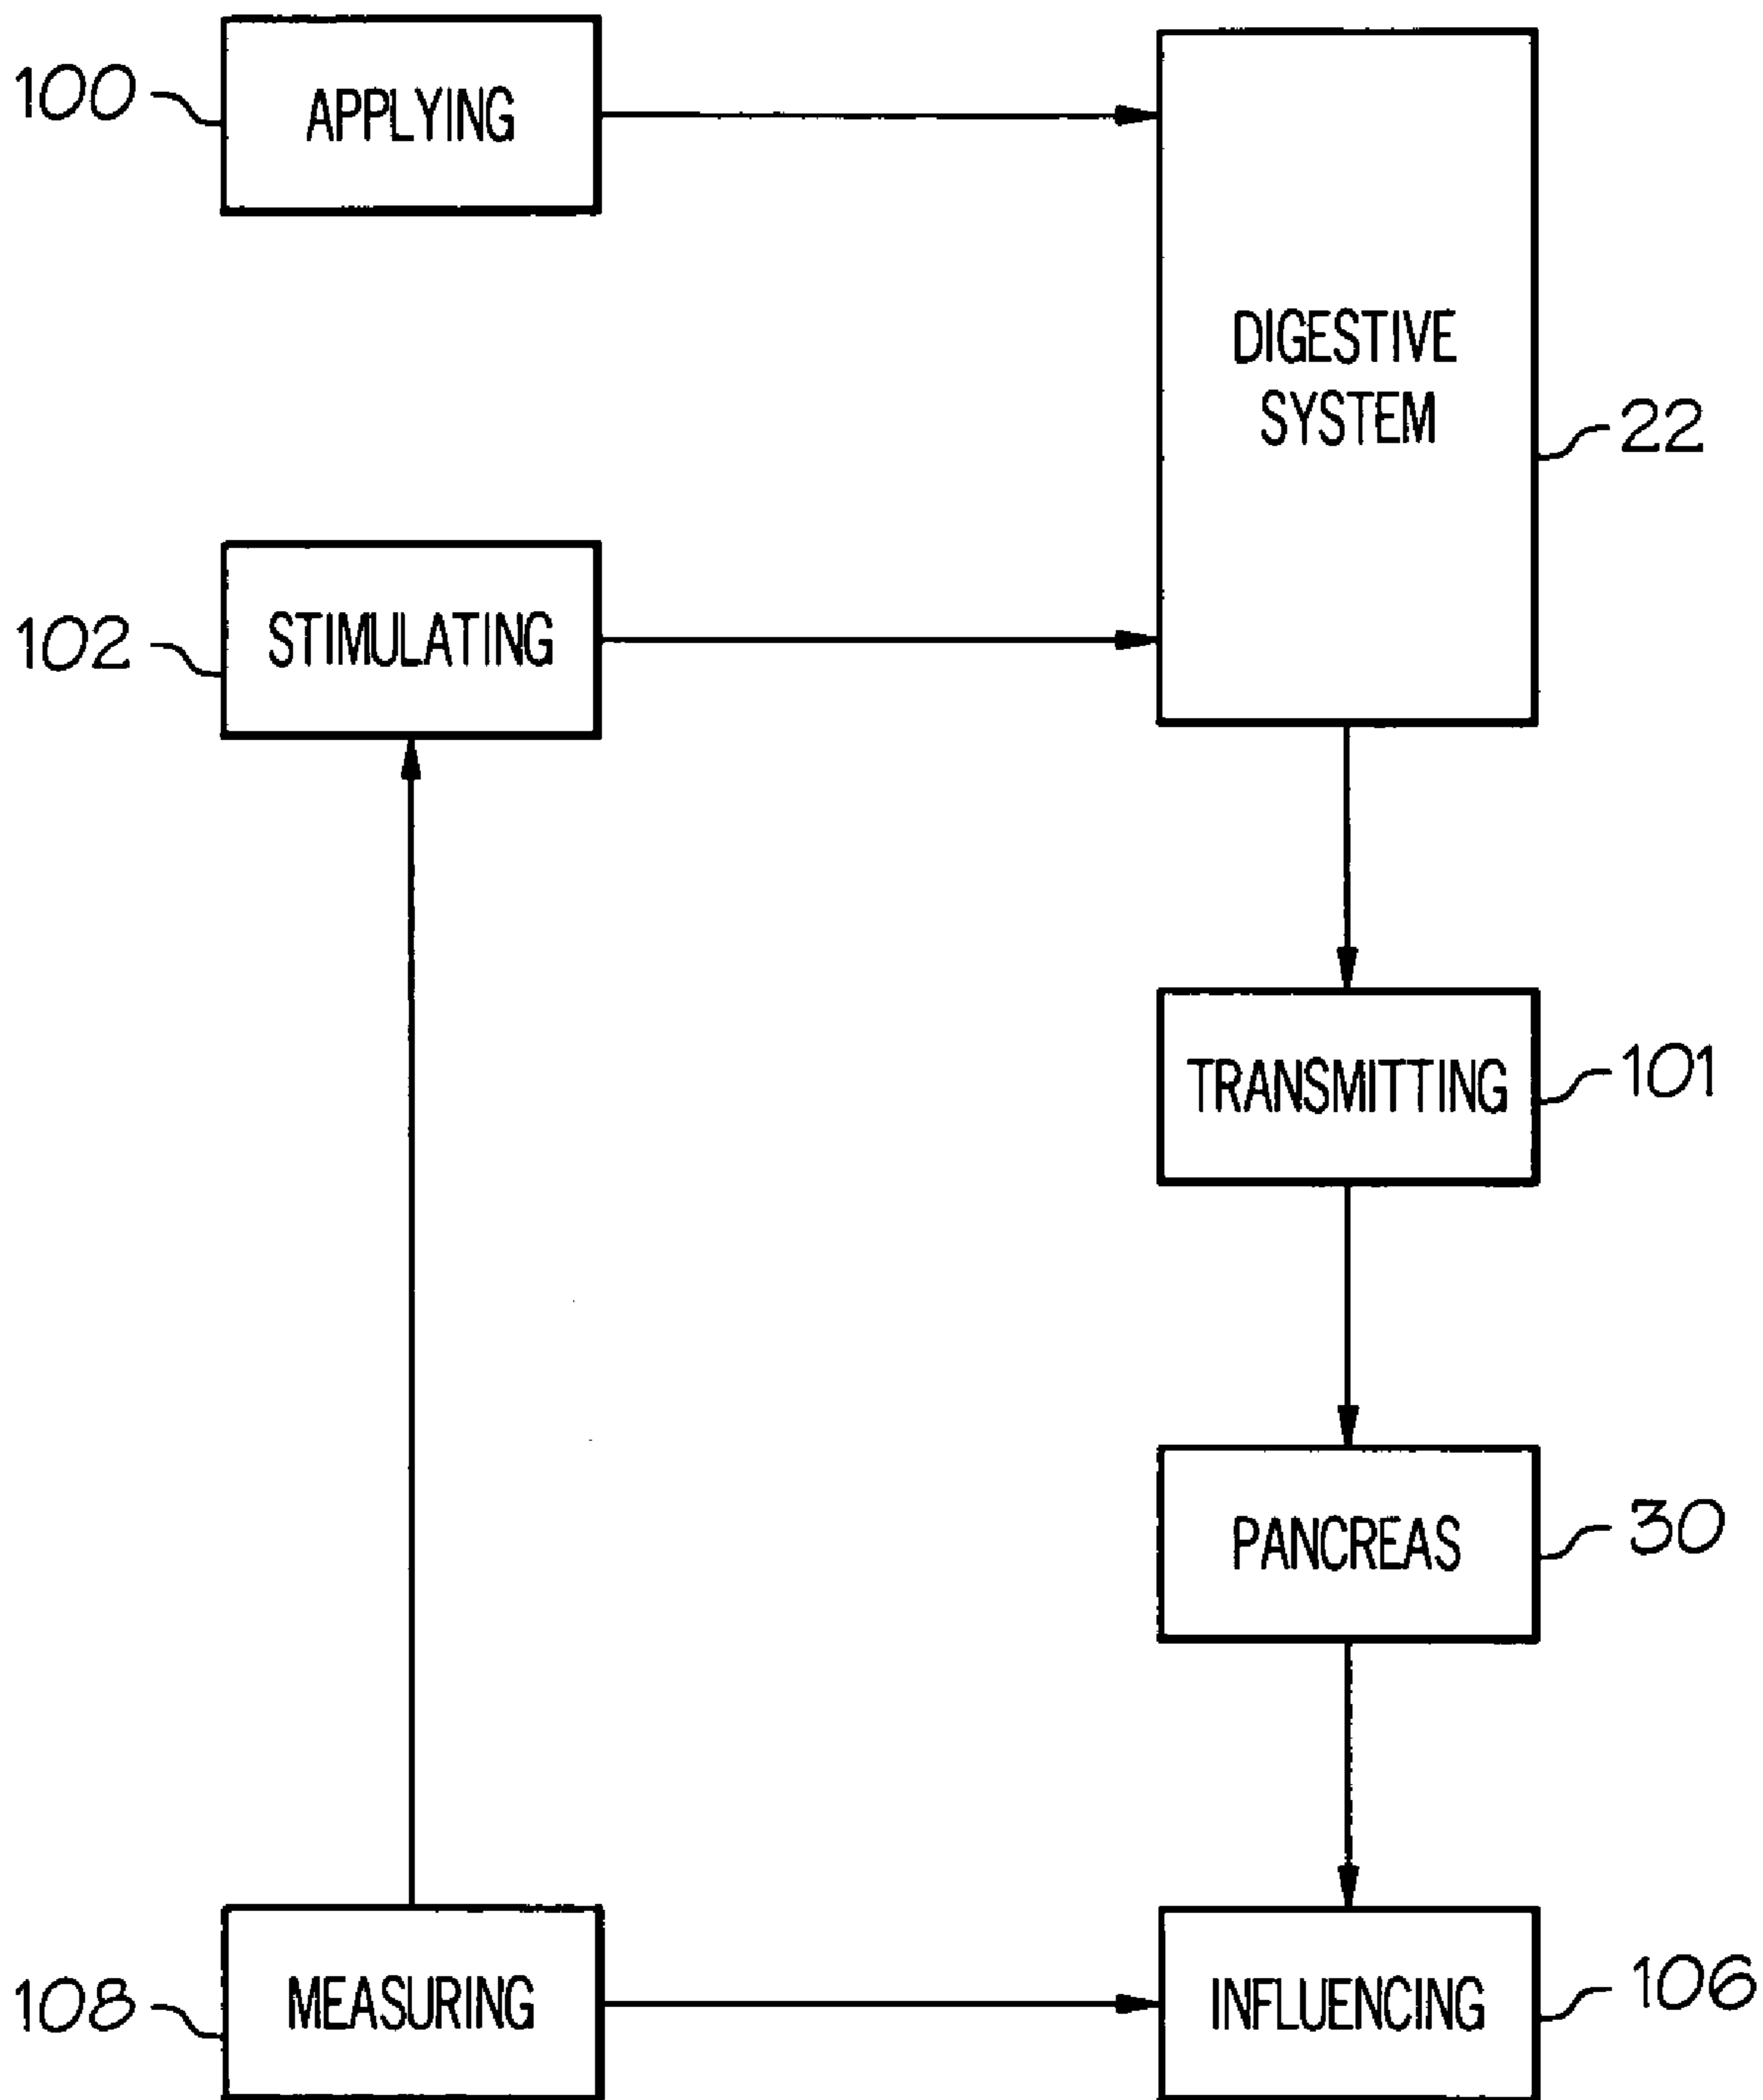 100
APPLYING
DIGESTIVE
SYSTEM
22
102
STIMULATING
TRANSMITTING
101
PANCREAS
30
108
MEASURING
INFLUENCING
106